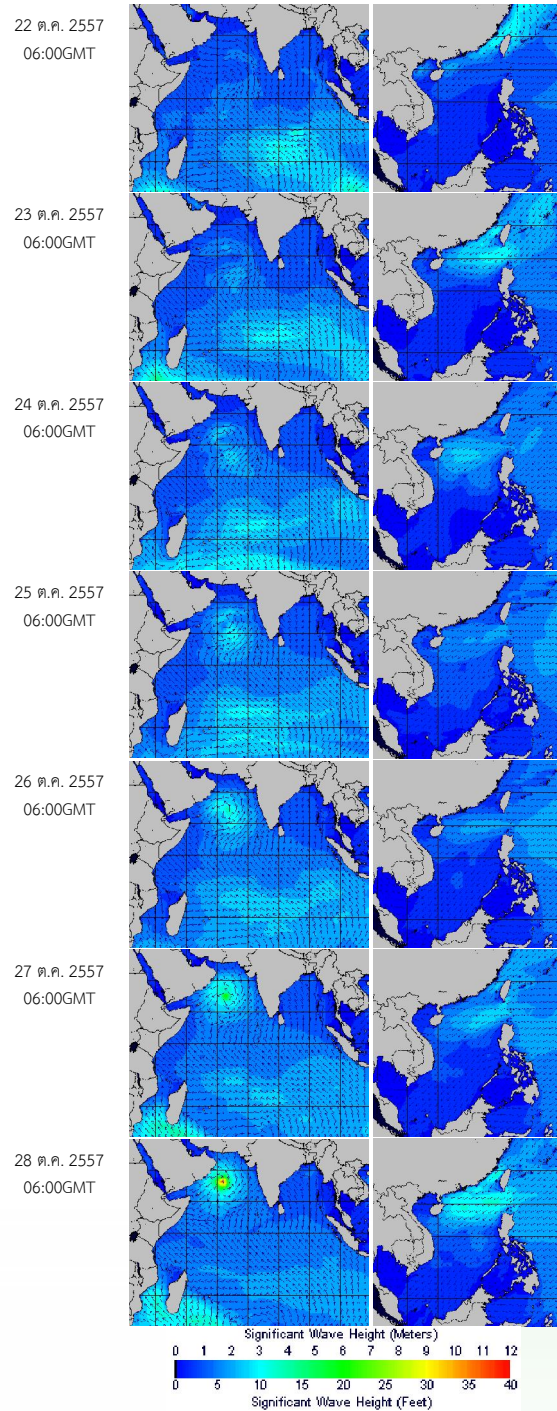 22 ต.ค. 2557
06:00GMT
23 ต.ค. 2557
06:00GMT
24 ต.ค. 2557
06:00GMT
25 ต.ค. 2557
06:00GMT
26 ต.ค. 2557
06:00GMT
27 ต.ค. 2557
06:00GMT
28 ต.ค. 2557
06:00GMT
Significant Wave Height (Meters)
0 1 2 3 4 5 6 7 8 9 10 11 12
0 5 10 15 20 25 30 35 40
Significant Wave Height (Feet)